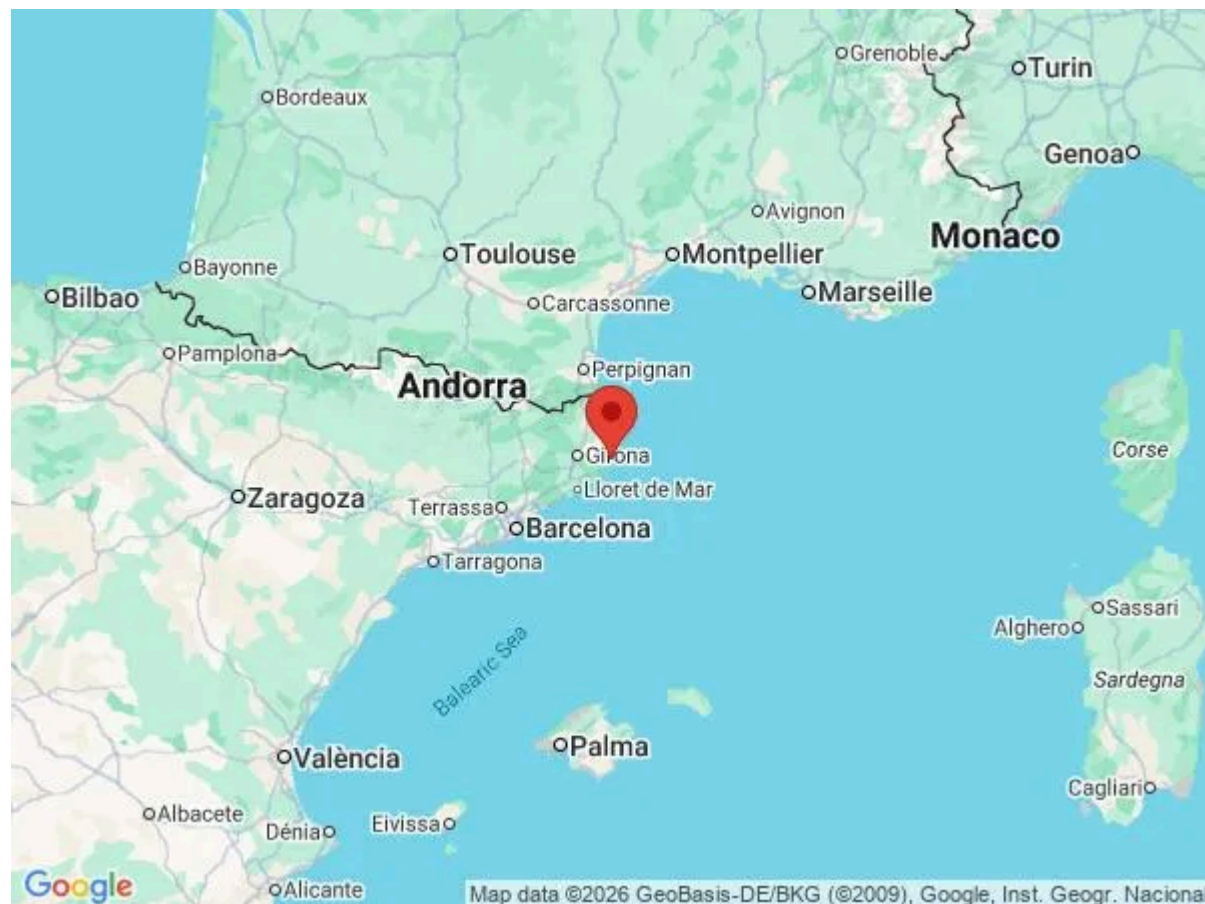 Grenoble
Turin
Bordeaux
Genoa
Avignon
Monaco
Toulouse
Montpellier
Bayonne
Marseille
Bilbao
Carcassonne
Pamplona
Perpignan
Andorra
Corse
Girona
Zaragoza
Lloret de Mar
Terrassa
Barcelona
Tarragona
Sassari
Alghero
Balearic Sea
Sardegna
Palma
València
Cagliari
Albacete
Eivissa
Dénia
Google
Alicante
Map data ©2026 GeoBasis-DE/BKG (©2009), Google, Inst. Geogr. Nacional